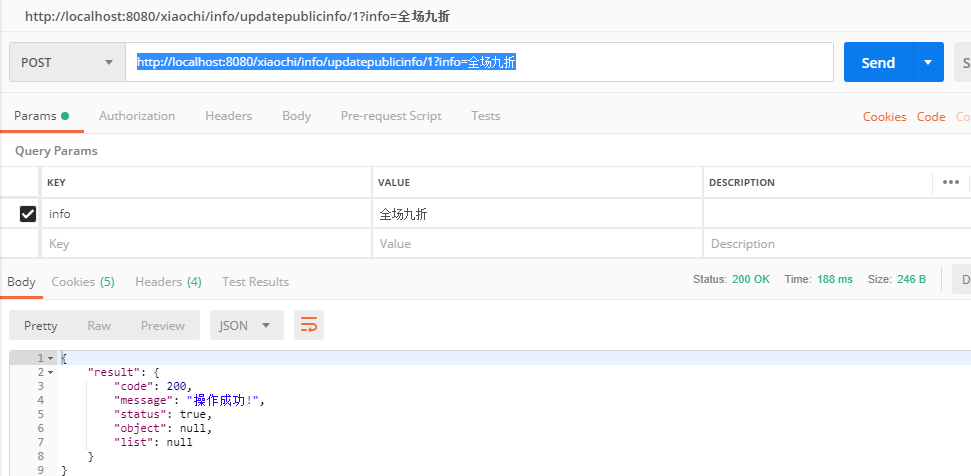 http://localhost:8080/xiaochi/info/updatepublicinfo/1?info=全场九折
POST http://localhost:8080/xiaochi/info/updatepublicinfo/1?info=全场九折 Send S
Params Authorization Headers Body Pre-request Script Tests Cookies Code Co
Query Params
KEY VALUE DESCRIPTION
info 全场九折
Key Value Description
Body Cookies (5) Headers (4) Test Results Status: 200 OK Time: 188 ms Size: 246 B D
Pretty Raw Preview JSON
1 {
2 "result": {
3 "code": 200,
4 "message": "操作成功!",
5 "status": true,
6 "object": null,
7 "list": null
8 }
9 }